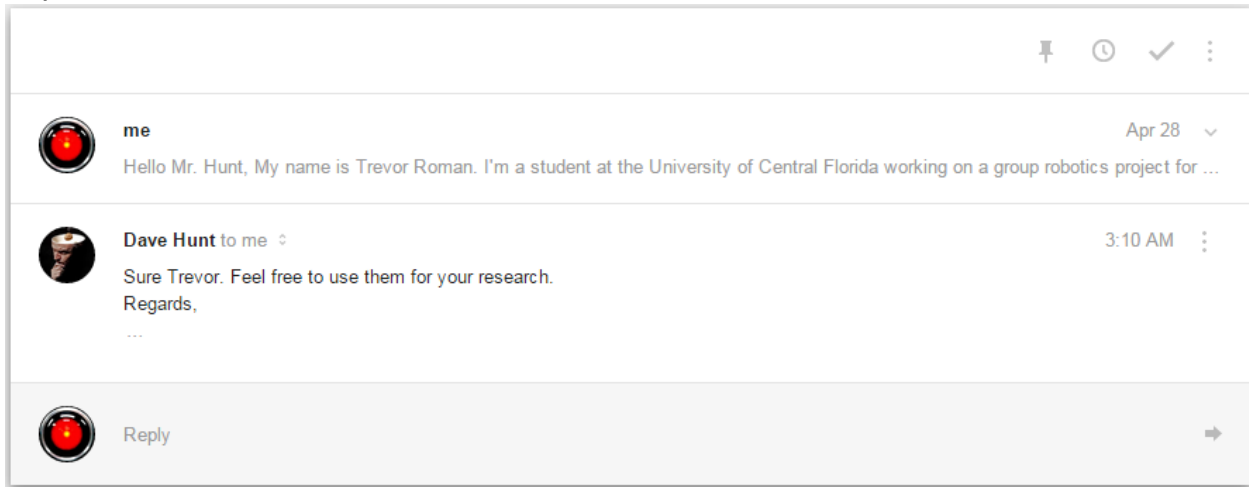 me
Apr 28
Hello Mr. Hunt, My name is Trevor Roman. I'm a student at the University of Central Florida working on a group robotics project for ...
Dave Hunt to me
3:10 AM
Sure Trevor. Feel free to use them for your research.
Regards,
...
Reply